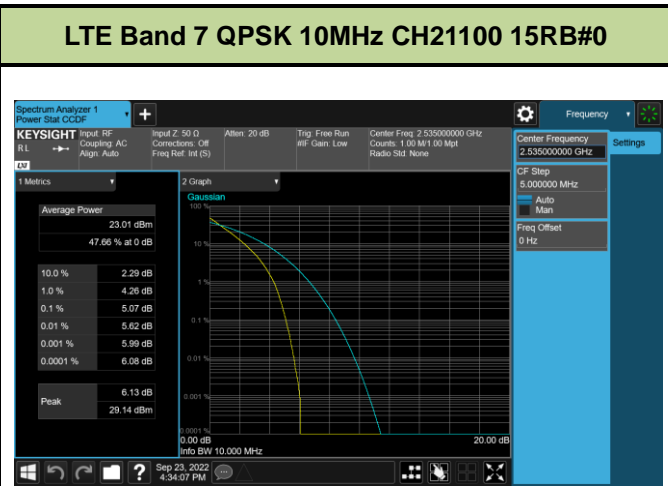 LTE Band 7 QPSK 10MHz CH21100 15RB#0
Spectrum Analyzer 1
Power Stat CCDF
Frequency
KEYSIGHT
RL
LXI
Input: RF
Coupling: AC
Align: Auto
Input Z: 50 Ω
Corrections: Off
Freq Ref: Int (S)
Atten: 20 dB
Trig: Free Run
#IF Gain: Low
Center Freq: 2.535000000 GHz
Counts: 1.00 M/1.00 Mpt
Radio Std: None
Center Frequency
2.535000000 GHz
Settings
CF Step
5.000000 MHz
Auto
Man
Freq Offset
0 Hz
1 Metrics
Average Power
23.01 dBm
47.66 % at 0 dB
10.0 % 2.29 dB
1.0 % 4.26 dB
0.1 % 5.07 dB
0.01 % 5.62 dB
0.001 % 5.99 dB
0.0001 % 6.08 dB
Peak
6.13 dB
29.14 dBm
2 Graph
Gaussian
100 %
10 %
1 %
0.1 %
0.01 %
0.001 %
0.0001 %
0.00 dB
20.00 dB
Info BW 10.000 MHz
?
Sep 23, 2022
4:34:07 PM